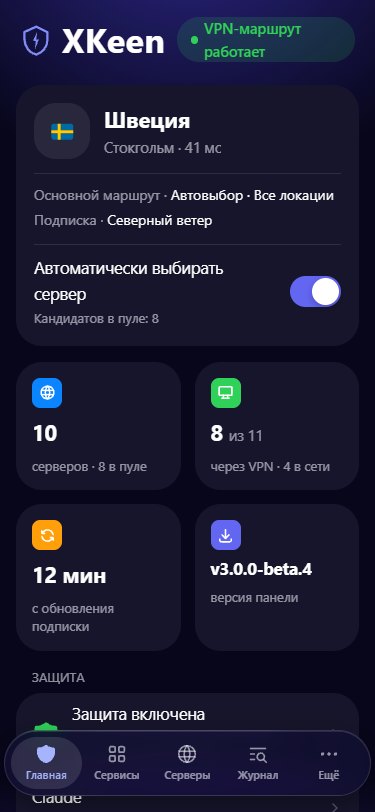 XKeen
VPN-маршрут
работает
Швеция
Стокгольм · 41 мс
Основной маршрут · Автовыбор · Все локации
Подписка · Северный ветер
Автоматически выбирать
сервер
Кандидатов в пуле: 8
10
серверов · 8 в пуле
8 из 11
через VPN · 4 в сети
12 мин
с обновления
подписки
v3.0.0-beta.4
версия панели
ЗАЩИТА
Защита включена
Главная
Сервисы
Серверы
Журнал
Ещё
Claude